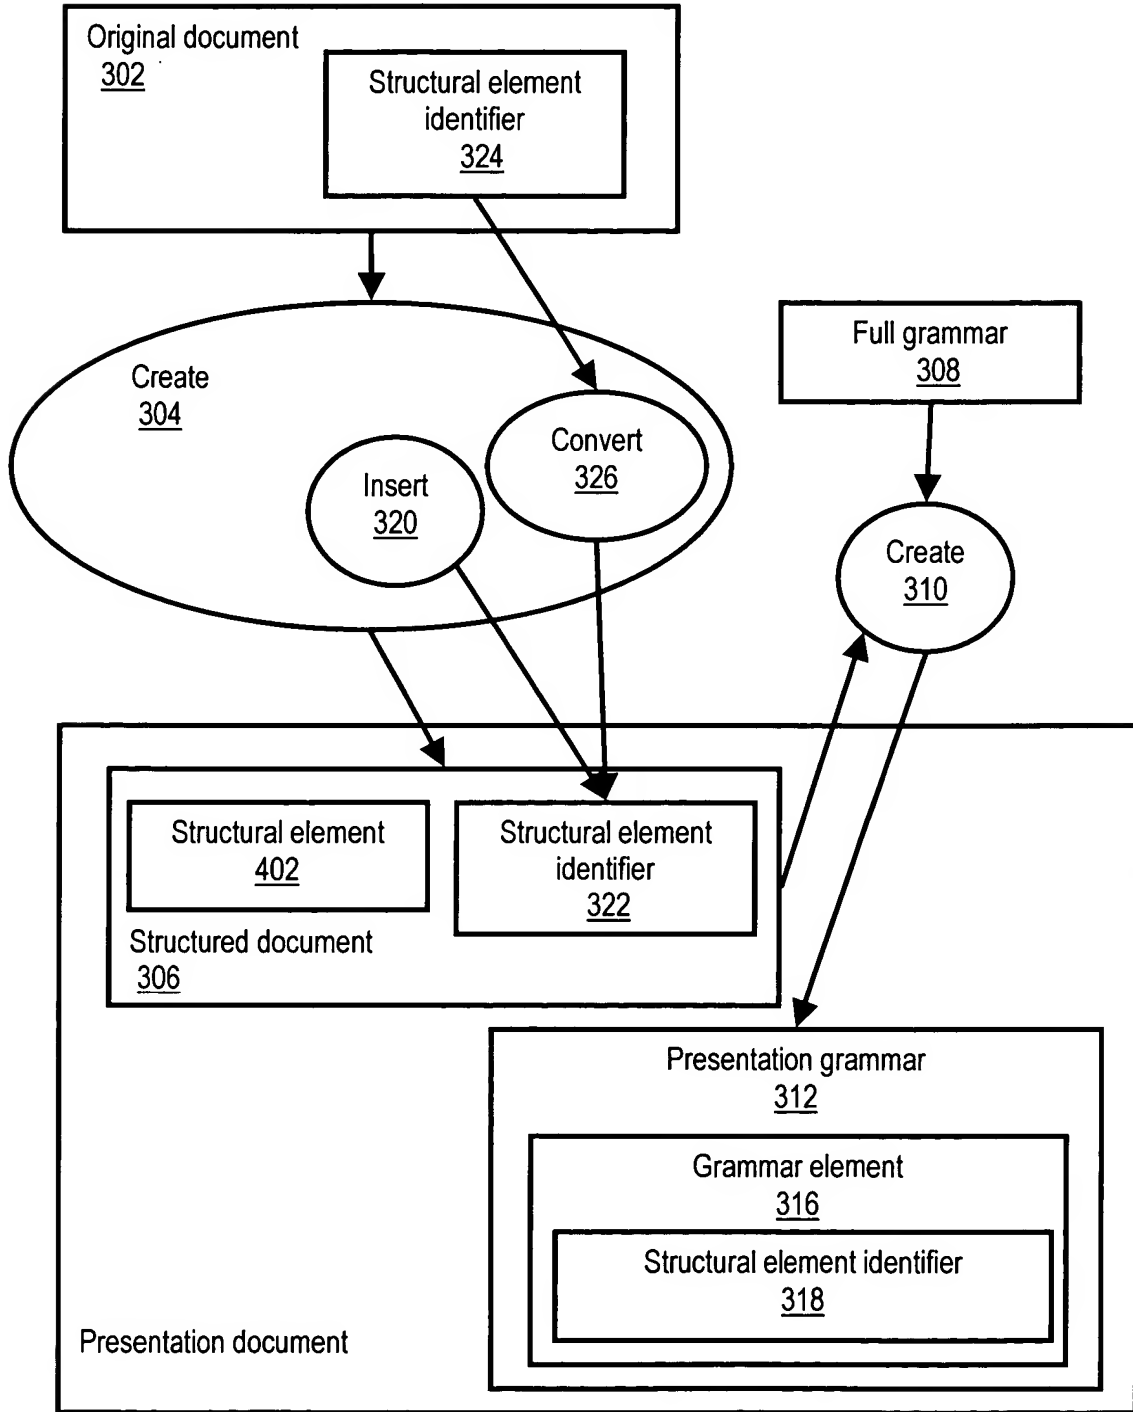 Original document
302
Structural element
identifier
324
Create
304
Insert
320
Convert
326
Full grammar
308
Create
310
Structural element
402
Structural element
identifier
322
Structured document
306
Presentation grammar
312
Grammar element
316
Structural element identifier
318
Presentation document